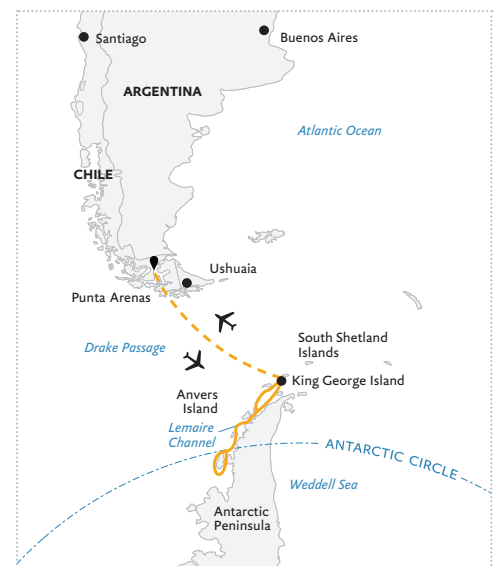 Santiago
Buenos Aires
ARGENTINA
Atlantic Ocean
CHILE
Ushuaia
Punta Arenas
Drake Passage
South Shetland
Islands
King George Island
Anvers
Island
Lemaire
Channel
ANTARCTIC CIRCLE
Weddell Sea
Antarctic
Peninsula